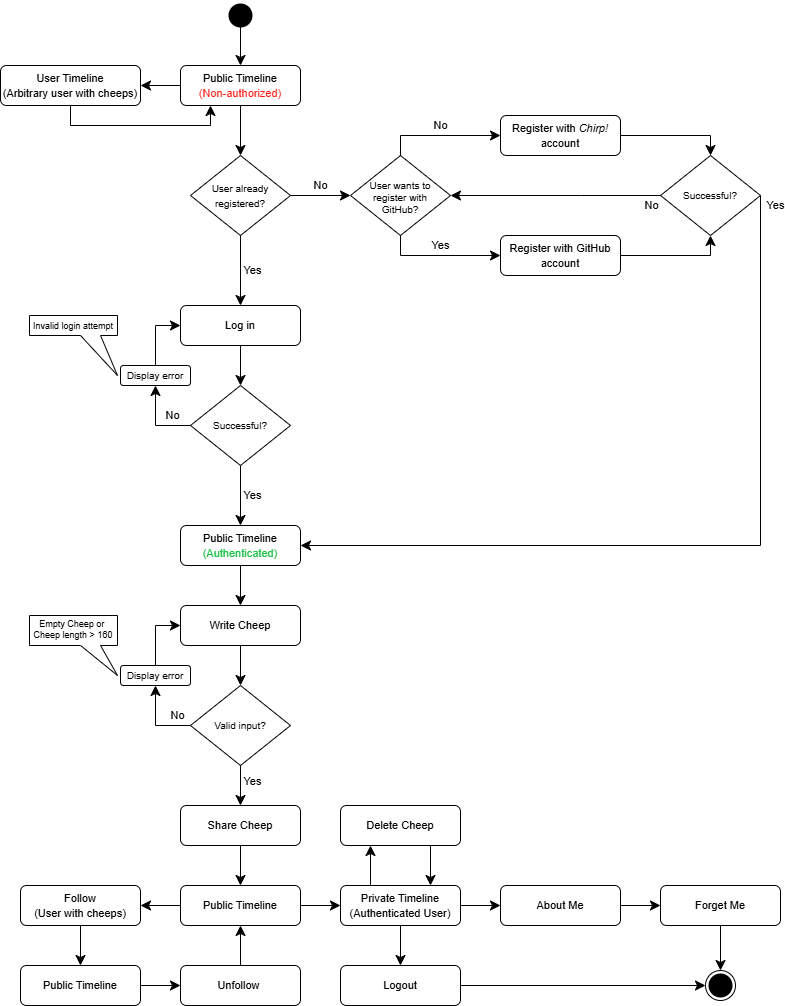 User Timeline
(Arbitrary user with cheeps)
Public Timeline
(Non-authorized)
No
Register with Chirp!
account
User already
registered?
No
User wants to
register with
GitHub?
Successful?
No
Yes
Yes
Register with GitHub
account
Yes
Invalid login attempt
Log in
Display error
No
Successful?
Yes
Public Timeline
(Authenticated)
Empty Cheep or
Cheep length > 160
Write Cheep
Display error
No
Valid input?
Yes
Share Cheep
Delete Cheep
Follow
(User with cheeps)
Public Timeline
Private Timeline
(Authenticated User)
About Me
Forget Me
Public Timeline
Unfollow
Logout